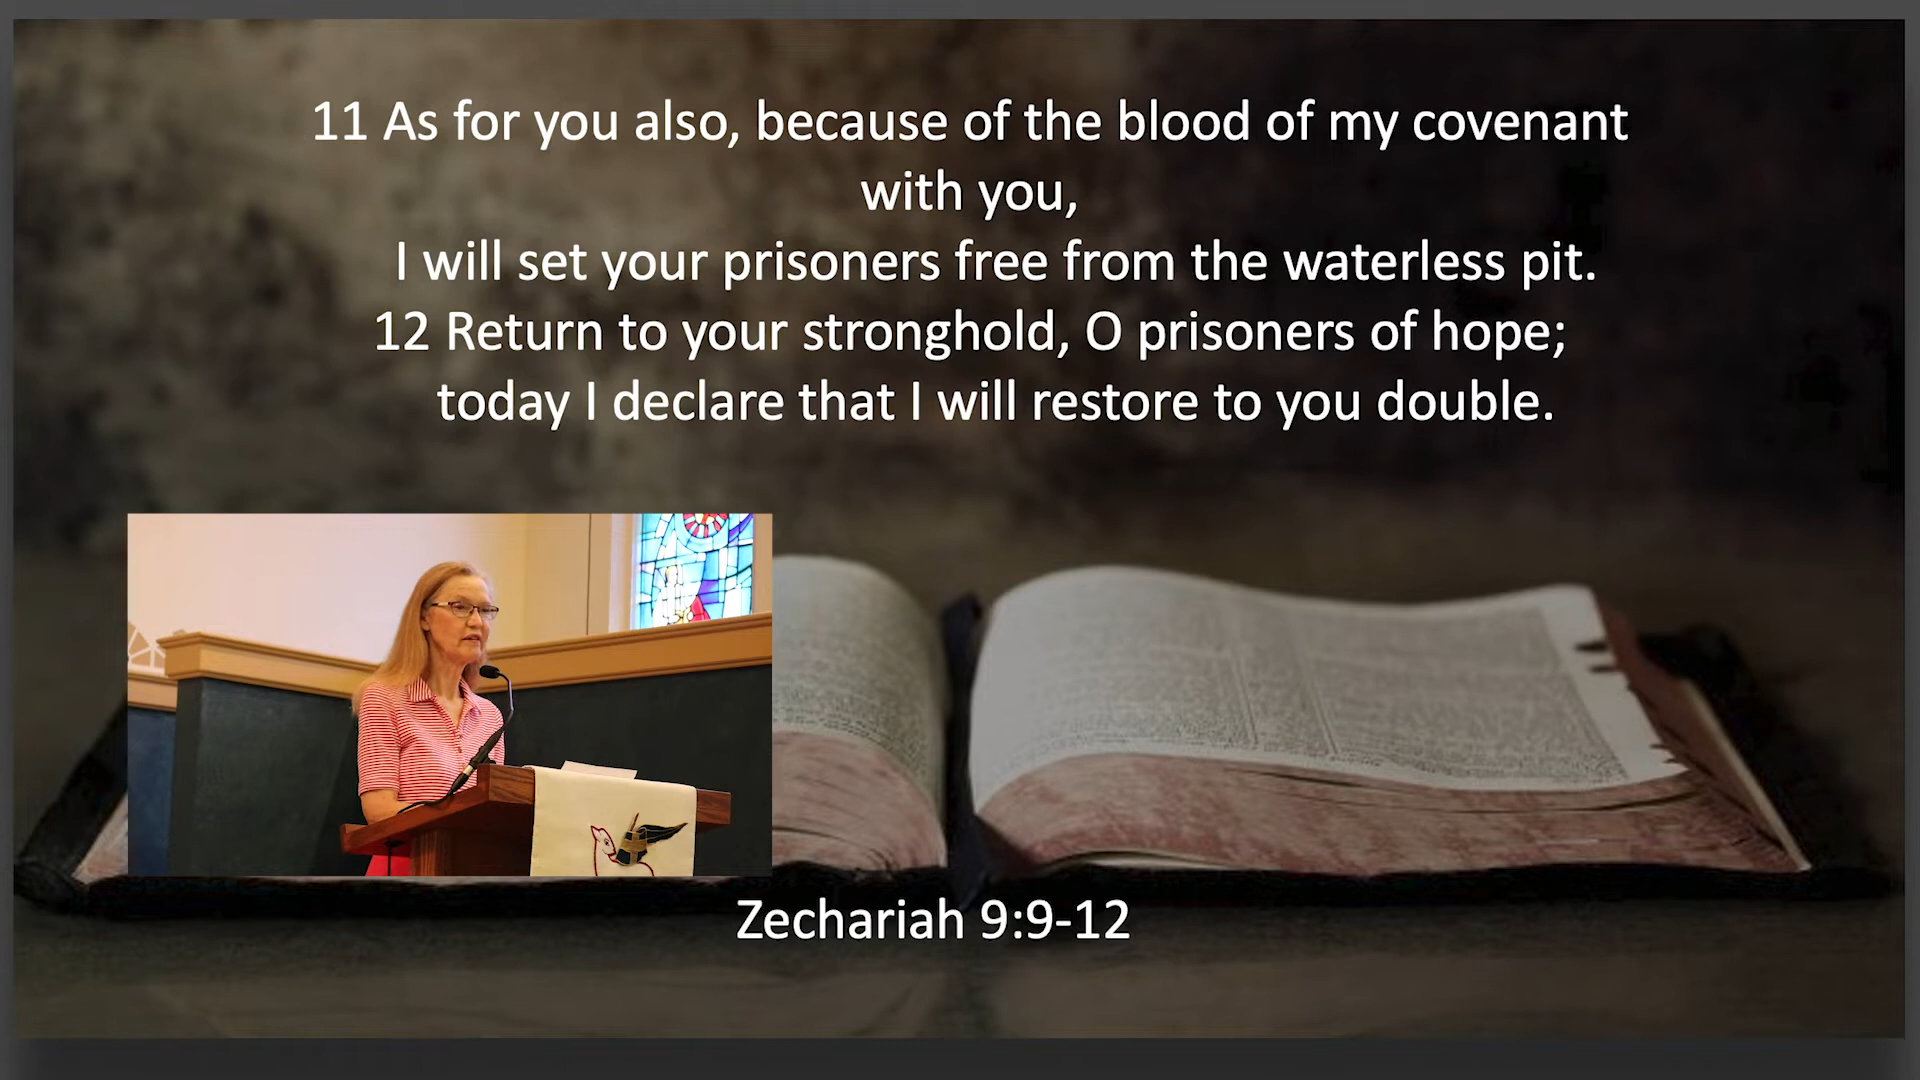 11 As for you also, because of the blood of my covenant
with you,
I will set your prisoners free from the waterless pit.
12 Return to your stronghold, O prisoners of hope;
today I declare that I will restore to you double.
Zechariah 9:9-12